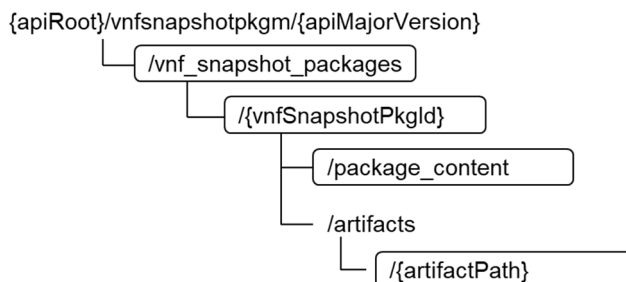 {apiRoot}/vnfsnapshotpkgm/{apiMajorVersion}
/vnf_snapshot_packages
/{vnfSnapshotPkgId}
/package_content
/artifacts
/{artifactPath}